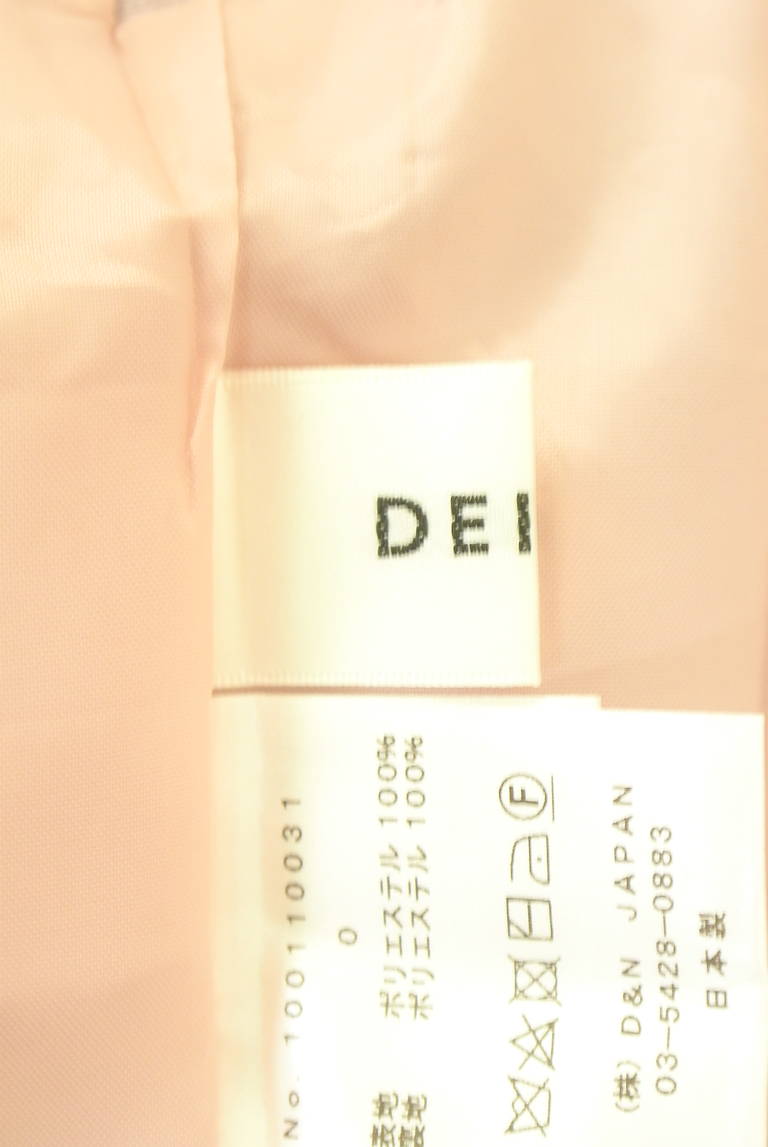 DEI
No. 100110031
0
表地 ポリエステル 100%
裏地 ポリエステル 100%
F
(株) D&N JAPAN
03-5428-0883
日本製